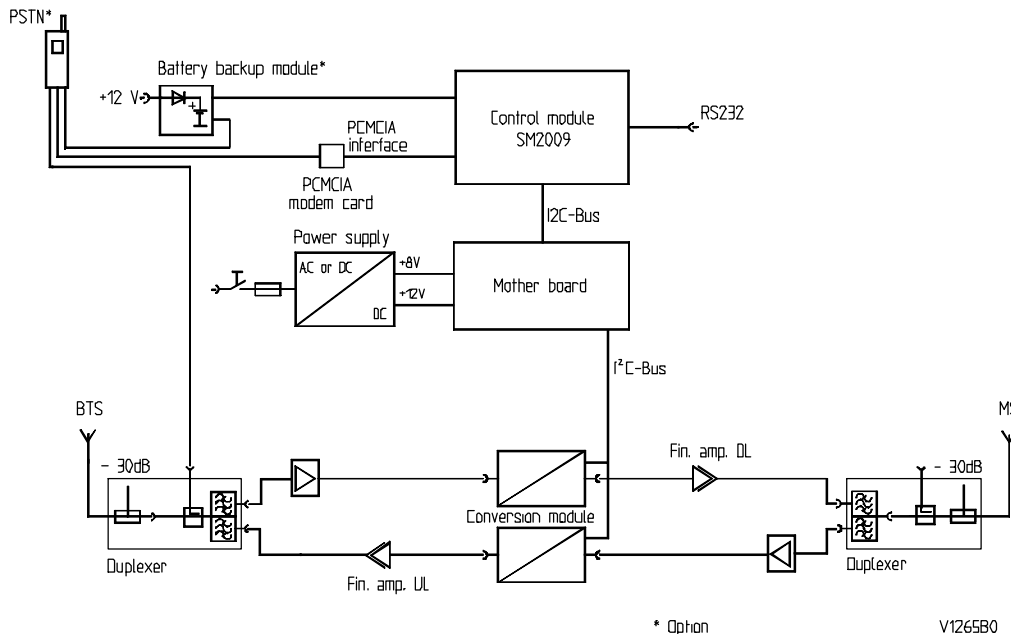 PSTN*
Battery backup module*
+12 V
+
Control module
SM2009
RS232
PCMCIA
inferface
PCMCIA
modem card
I2C-Bus
Power supply
AC or DC
DC
+8V
+12V
Mother board
I²C-Bus
BTS
MS
- 30dB
Fin. amp. DL
- 30dB
Conversion module
Duplexer
Fin. amp. UL
Duplexer
* Option
V1265B0